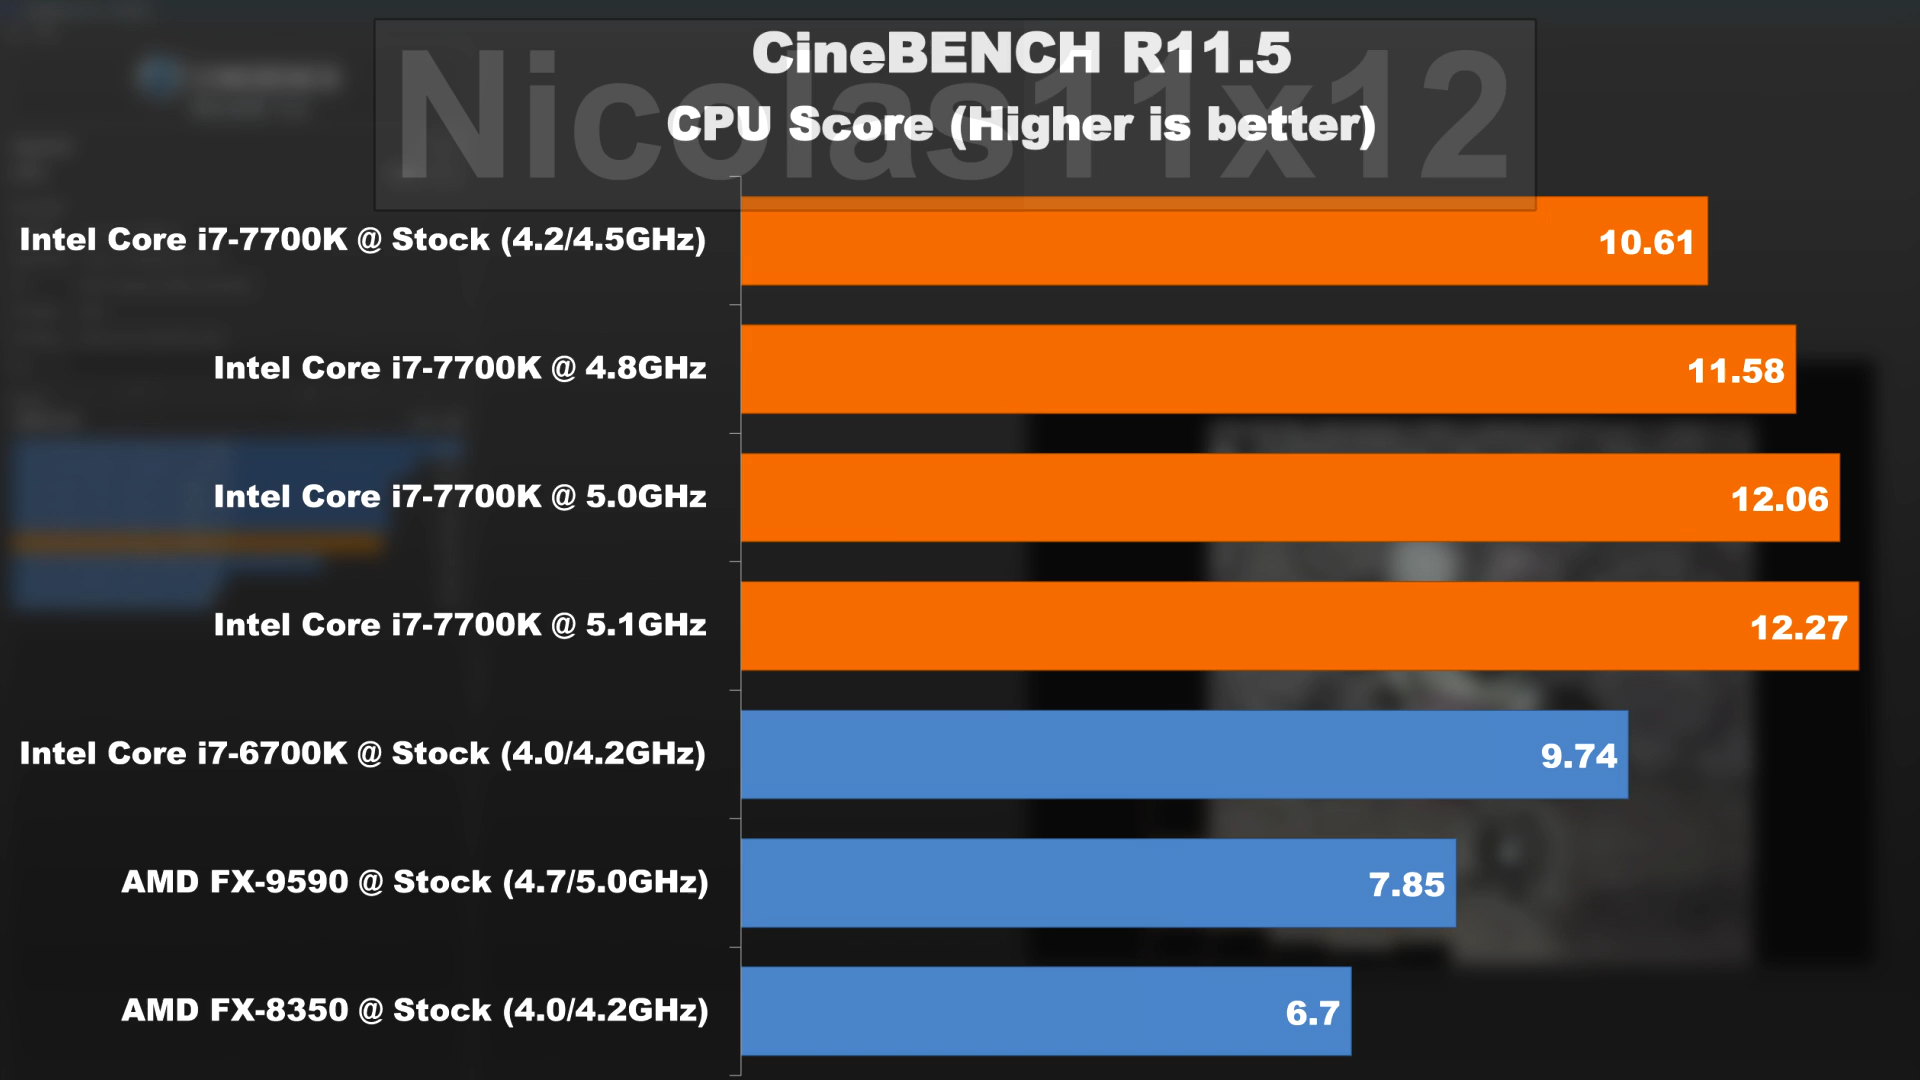 Nicolas11x12
CineBENCH R11.5
CPU Score (Higher is better)
Intel Core i7-7700K @ Stock (4.2/4.5GHz) 10.61
Intel Core i7-7700K @ 4.8GHz 11.58
Intel Core i7-7700K @ 5.0GHz 12.06
Intel Core i7-7700K @ 5.1GHz 12.27
Intel Core i7-6700K @ Stock (4.0/4.2GHz) 9.74
AMD FX-9590 @ Stock (4.7/5.0GHz) 7.85
AMD FX-8350 @ Stock (4.0/4.2GHz) 6.7